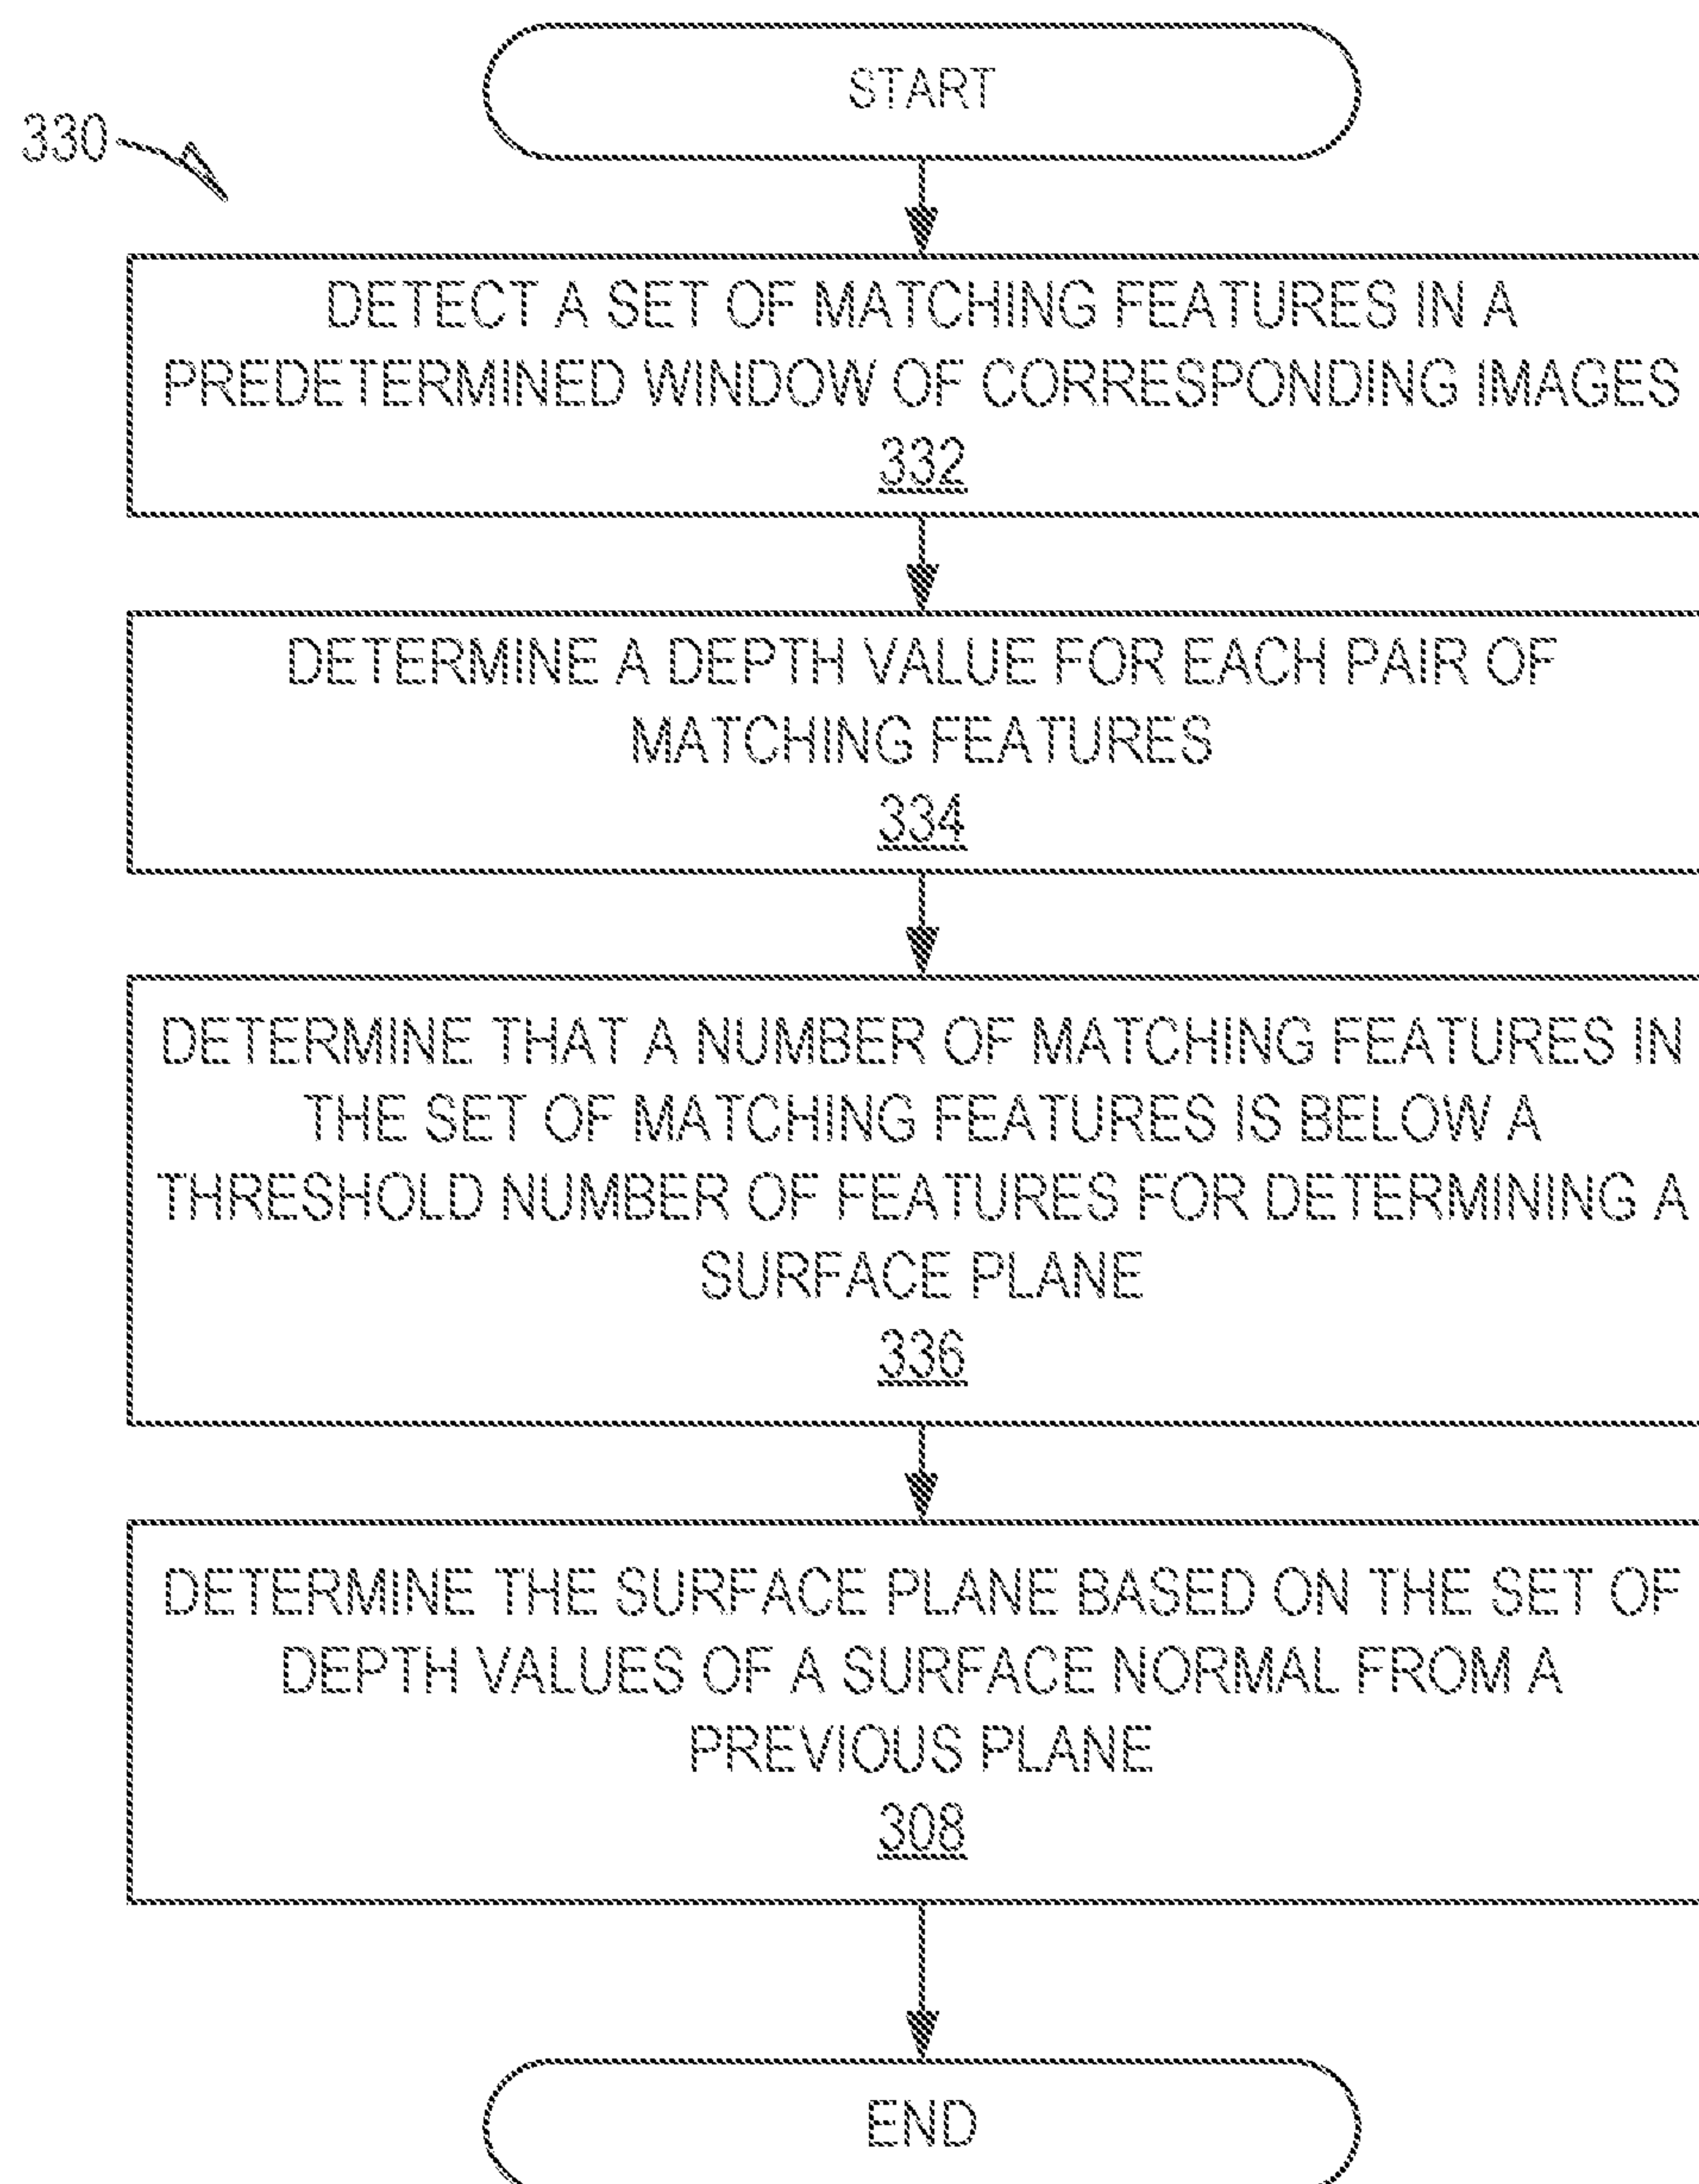 START
330
DETECT A SET OF MATCHING FEATURES IN A
PREDETERMINED WINDOW OF CORRESPONDING IMAGES
332
DETERMINE A DEPTH VALUE FOR EACH PAIR OF
MATCHING FEATURES
334
DETERMINE THAT A NUMBER OF MATCHING FEATURES IN
THE SET OF MATCHING FEATURES IS BELOW A
THRESHOLD NUMBER OF FEATURES FOR DETERMINING A
SURFACE PLANE
336
DETERMINE THE SURFACE PLANE BASED ON THE SET OF
DEPTH VALUES OF A SURFACE NORMAL FROM A
PREVIOUS PLANE
308
END